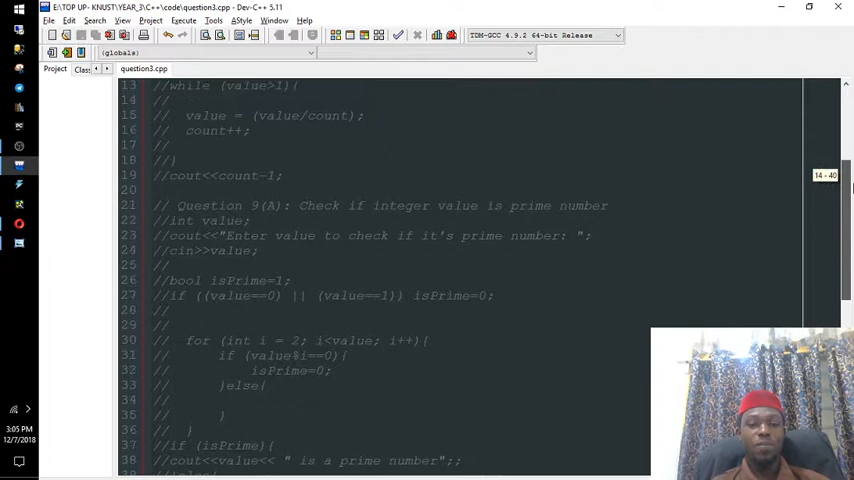 E:\TOP UP- KNUST\YEAR_3\C++\code\question3.cpp - Dev-C++ 5.11
File Edit Search View Project Execute Tools AStyle Window Help
TDM-GCC 4.9.2 64-bit Release
(globals)
Project Clas question3.cpp
13 //while (value>1){
14 //
15 // value = (value/count);
16 // count++;
17 //
18 //}
19 //cout<<count-1;
20
21 // Question 9(A): Check if integer value is prime number
22 //int value;
23 //cout<<"Enter value to check if it's prime number: ";
24 //cin>>value;
25 //
26 //bool isPrime=1;
27 //if ((value==0) || (value==1)) isPrime=0;
28 //
29 //
30 // for (int i = 2; i<value; i++){
31 // if (value%i==0){
32 // isPrime=0;
33 // }else{
34 //
35 // }
36 // }
37 //if (isPrime){
38 //cout<<value<< " is a prime number";;
39 //}else{
14 - 40
3:05 PM
12/7/2018